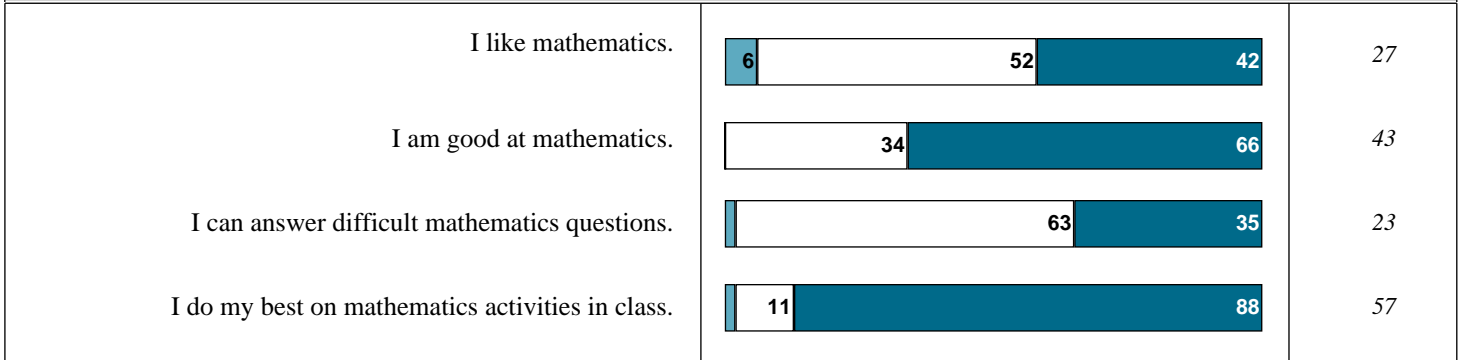 I like mathematics. 6 52 42 27
I am good at mathematics. 34 66 43
I can answer difficult mathematics questions. 63 35 23
I do my best on mathematics activities in class. 11 88 57